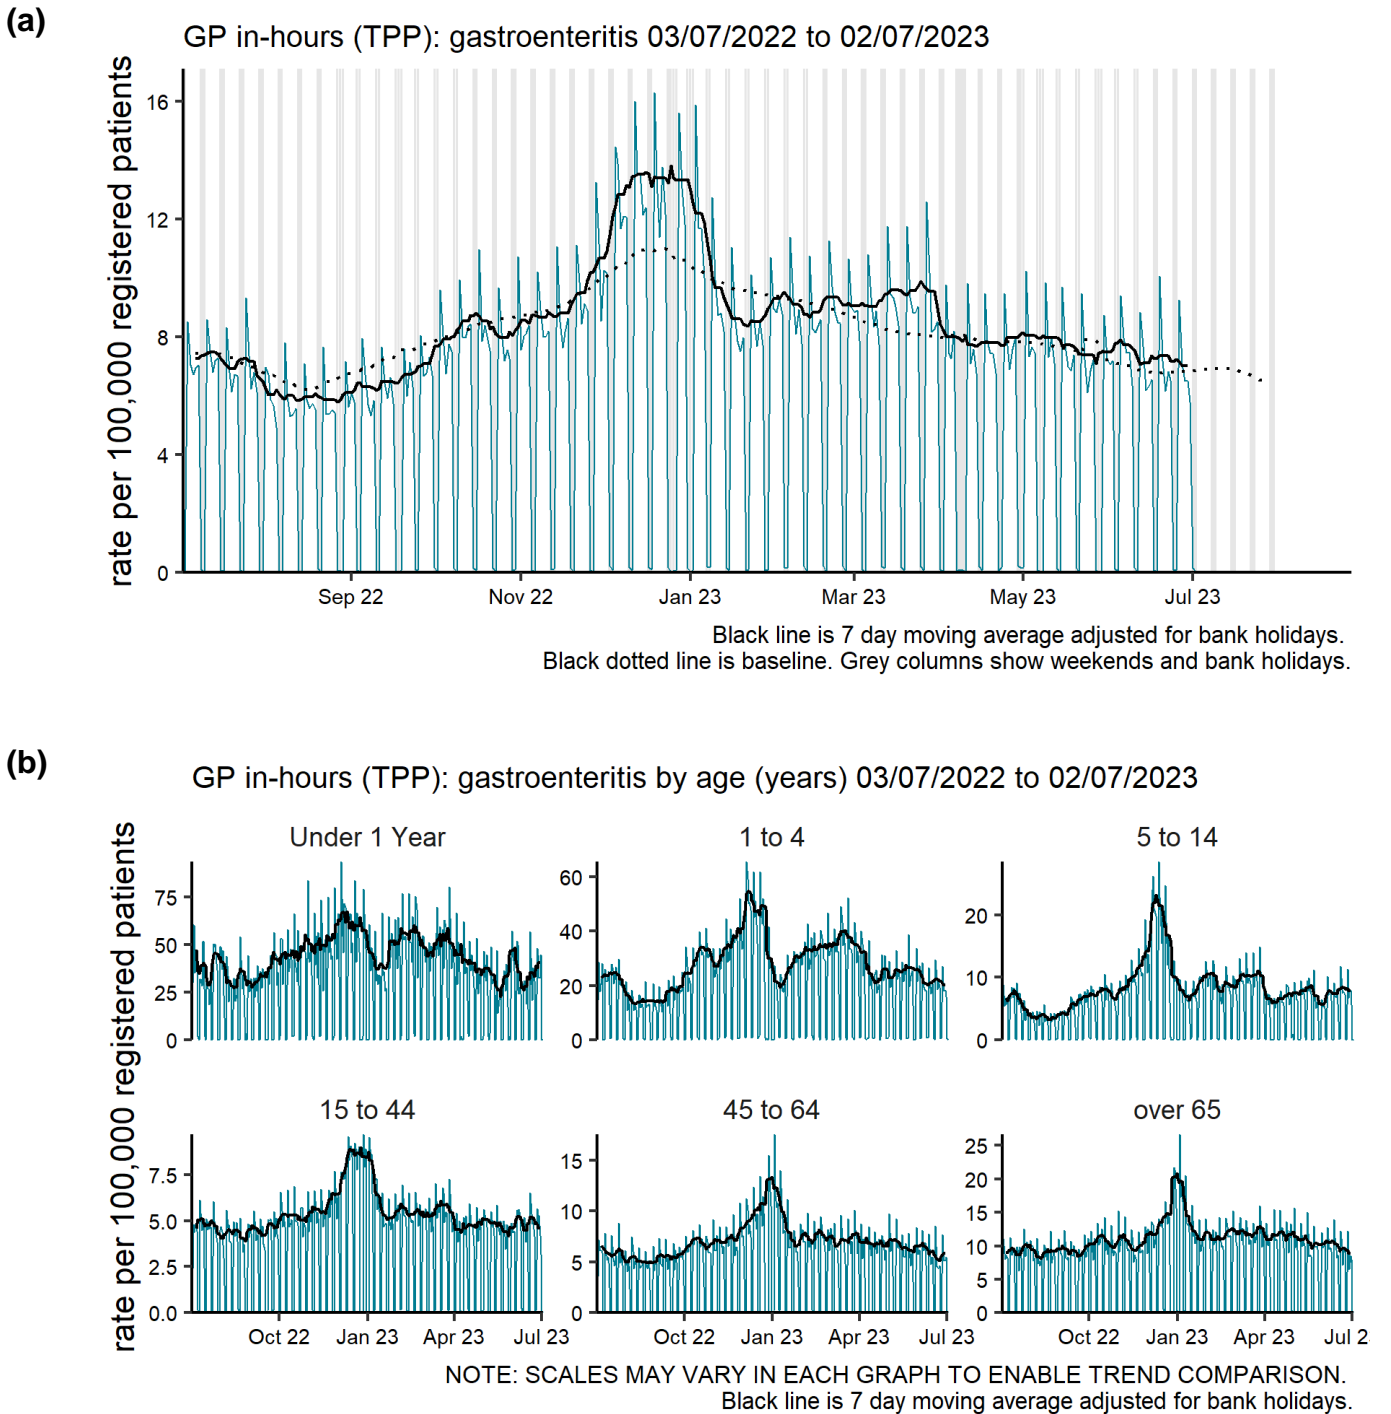 (a)
GP in-hours (TPP): gastroenteritis 03/07/2022 to 02/07/2023
rate per 100,000 registered patients
16
12
8
4
0
Sep 22 Nov 22 Jan 23 Mar 23 May 23 Jul 23
Black line is 7 day moving average adjusted for bank holidays.
Black dotted line is baseline. Grey columns show weekends and bank holidays.
(b)
GP in-hours (TPP): gastroenteritis by age (years) 03/07/2022 to 02/07/2023
rate per 100,000 registered patients
Under 1 Year
75
50
25
0
1 to 4
60
40
20
0
5 to 14
20
10
0
15 to 44
7.5
5.0
2.5
0.0
Oct 22 Jan 23 Apr 23 Jul 23
45 to 64
15
10
5
0
Oct 22 Jan 23 Apr 23 Jul 23
over 65
25
20
15
10
5
0
Oct 22 Jan 23 Apr 23 Jul 2
NOTE: SCALES MAY VARY IN EACH GRAPH TO ENABLE TREND COMPARISON.
Black line is 7 day moving average adjusted for bank holidays.